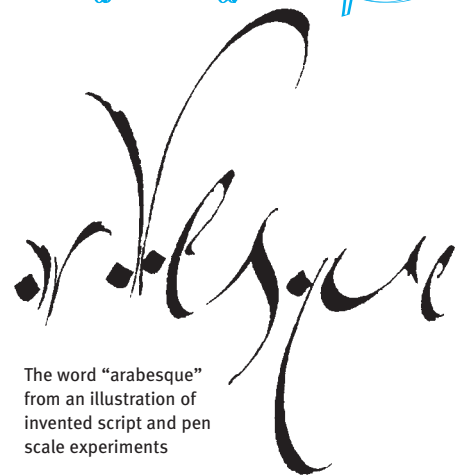 arabesque
The word “arabesque”
from an illustration of
invented script and pen
scale experiments